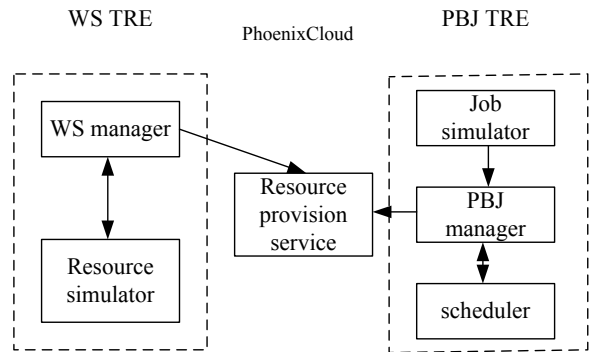 WS TRE
PhoenixCloud
PBJ TRE
WS manager
Resource
simulator
Resource
provision
service
Job
simulator
PBJ
manager
scheduler